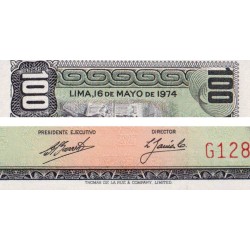 100
100
LIMA, 16 DE MAYO DE 1974
PRESIDENTE EJECUTIVO
DIRECTOR
G128
THOMAS DE LA RUE & COMPANY, LIMITED